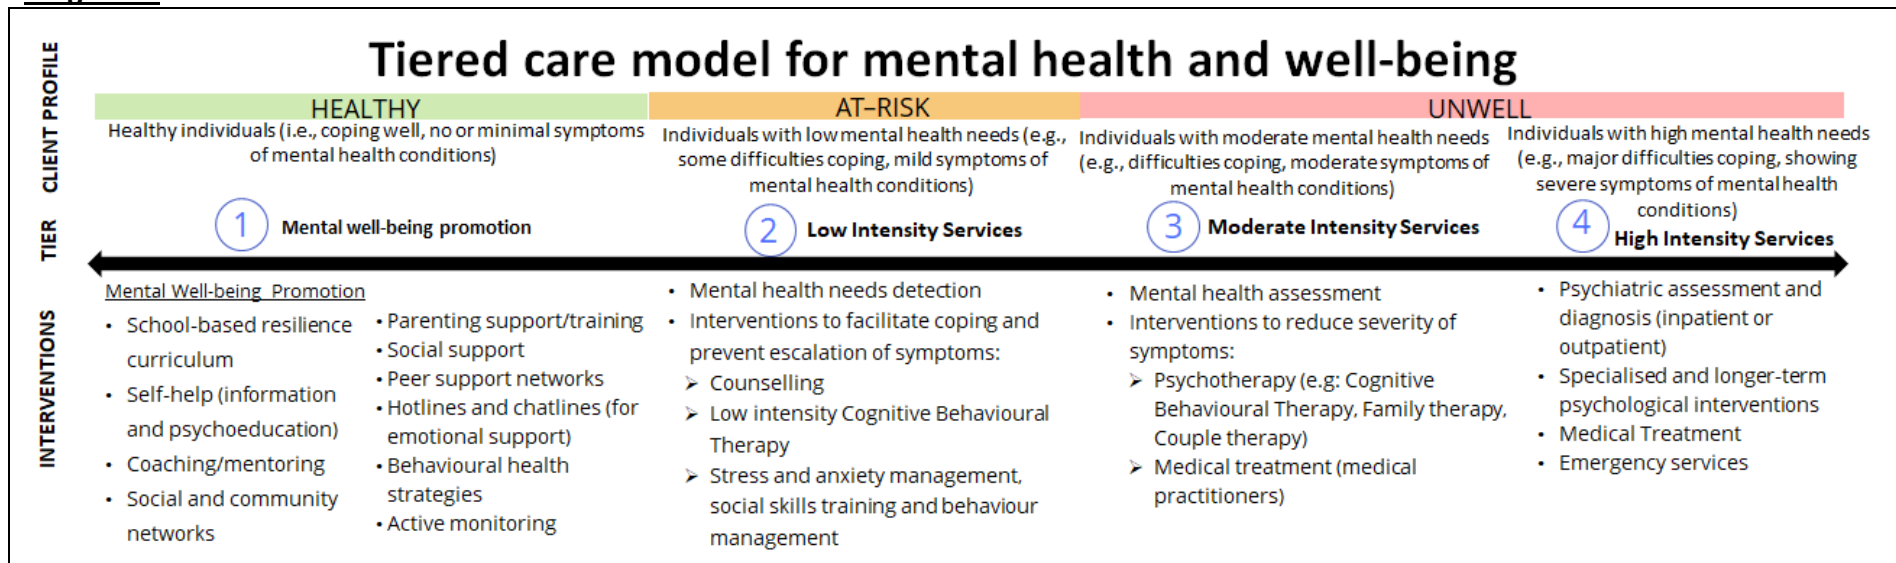 Tiered care model for mental health and well-being
CLIENT PROFILE
HEALTHY
Healthy individuals (i.e., coping well, no or minimal symptoms
of mental health conditions)
AT–RISK
Individuals with low mental health needs (e.g.,
some difficulties coping, mild symptoms of
mental health conditions)
UNWELL
Individuals with moderate mental health needs
(e.g., difficulties coping, moderate symptoms of
mental health conditions)
Individuals with high mental health needs
(e.g., major difficulties coping, showing
severe symptoms of mental health
conditions)
TIER
1 Mental well-being promotion
2 Low Intensity Services
3 Moderate Intensity Services
4 High Intensity Services
INTERVENTIONS
Mental Well-being Promotion
• School-based resilience
curriculum
• Self-help (information
and psychoeducation)
• Coaching/mentoring
• Social and community
networks
• Parenting support/training
• Social support
• Peer support networks
• Hotlines and chatlines (for
emotional support)
• Behavioural health
strategies
• Active monitoring
• Mental health needs detection
• Interventions to facilitate coping and
prevent escalation of symptoms:
➢ Counselling
➢ Low intensity Cognitive Behavioural
Therapy
➢ Stress and anxiety management,
social skills training and behaviour
management
• Mental health assessment
• Interventions to reduce severity of
symptoms:
➢ Psychotherapy (e.g: Cognitive
Behavioural Therapy, Family therapy,
Couple therapy)
➢ Medical treatment (medical
practitioners)
• Psychiatric assessment and
diagnosis (inpatient or
outpatient)
• Specialised and longer-term
psychological interventions
• Medical Treatment
• Emergency services